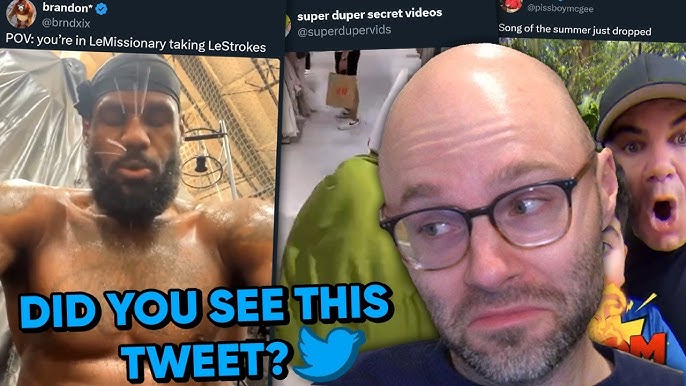 brandon*
@brndxix
POV: you're in LeMissionary taking LeStrokes
super duper secret videos
@superdupervids
@pissboymcgee
Song of the summer just dropped
H&M
DID YOU SEE THIS
TWEET?